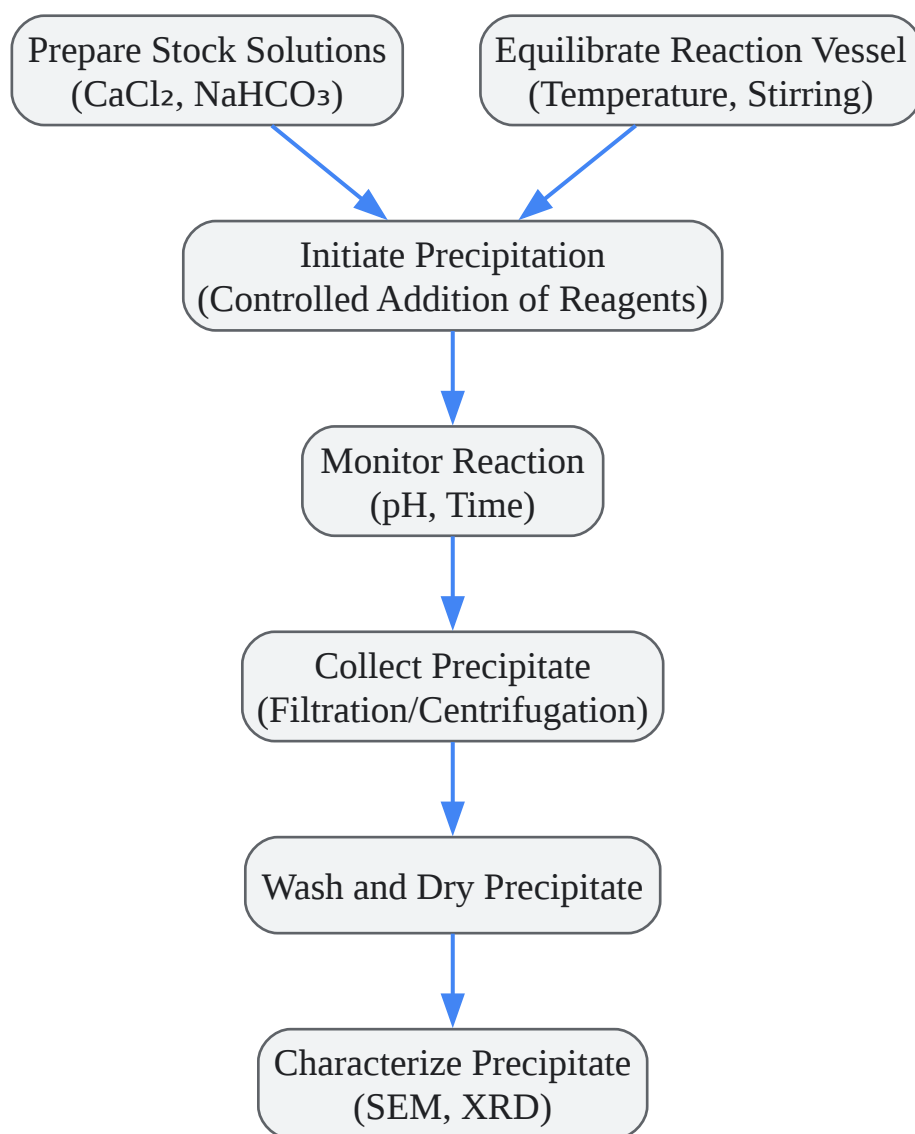 Prepare Stock Solutions
(CaCl₂, NaHCO₃)
Equilibrate Reaction Vessel
(Temperature, Stirring)
Initiate Precipitation
(Controlled Addition of Reagents)
Monitor Reaction
(pH, Time)
Collect Precipitate
(Filtration/Centrifugation)
Wash and Dry Precipitate
Characterize Precipitate
(SEM, XRD)